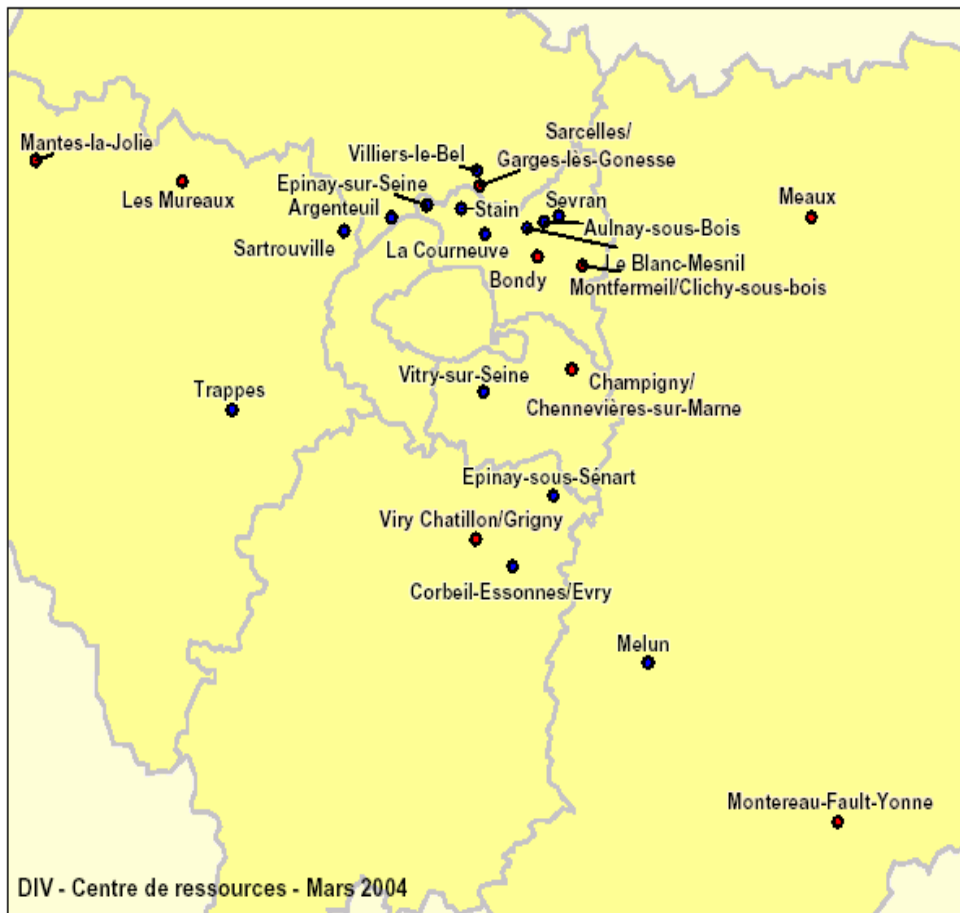 Sarcelles/
Mantes-la-Jolie
Villiers-le-Bel
Garges-lès-Gonesse
Epinay-sur-Seine
Les Mureaux
Meaux
Argenteuil
Stain
Sevran
Aulnay-sous-Bois
Sartrouville
La Courneuve
Le Blanc-Mesnil
Bondy
Montfermeil/Clichy-sous-bois
Vitry-sur-Seine
Champigny/
Chennevières-sur-Marne
Trappes
Epinay-sous-Sénart
Viry Chatillon/Grigny
Corbeil-Essonnes/Evry
Melun
Montereau-Fault-Yonne
DIV - Centre de ressources - Mars 2004